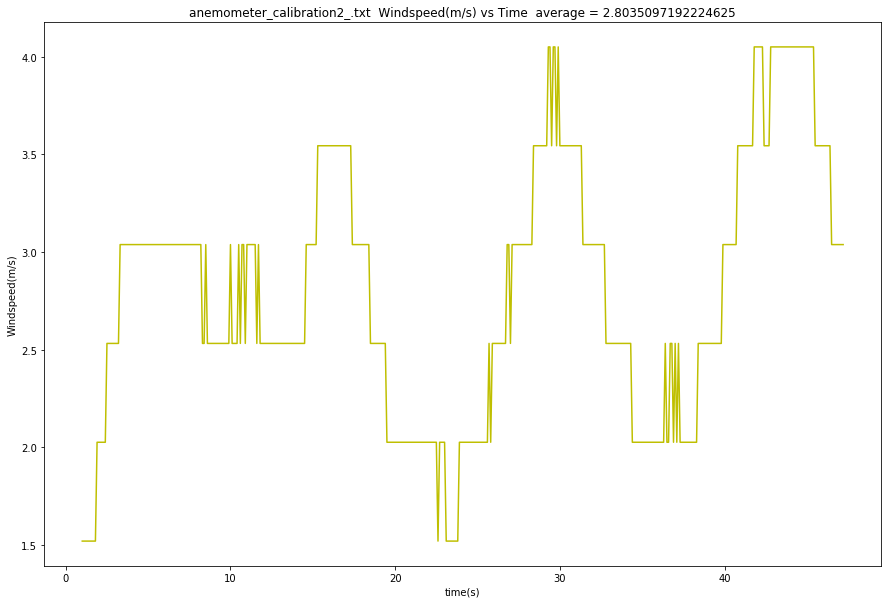 anemometer_calibration2_.txt  Windspeed(m/s) vs Time  average = 2.8035097192224625
4.0
3.5
3.0
Windspeed(m/s)
2.5
2.0
1.5
0 10 20 30 40
time(s)